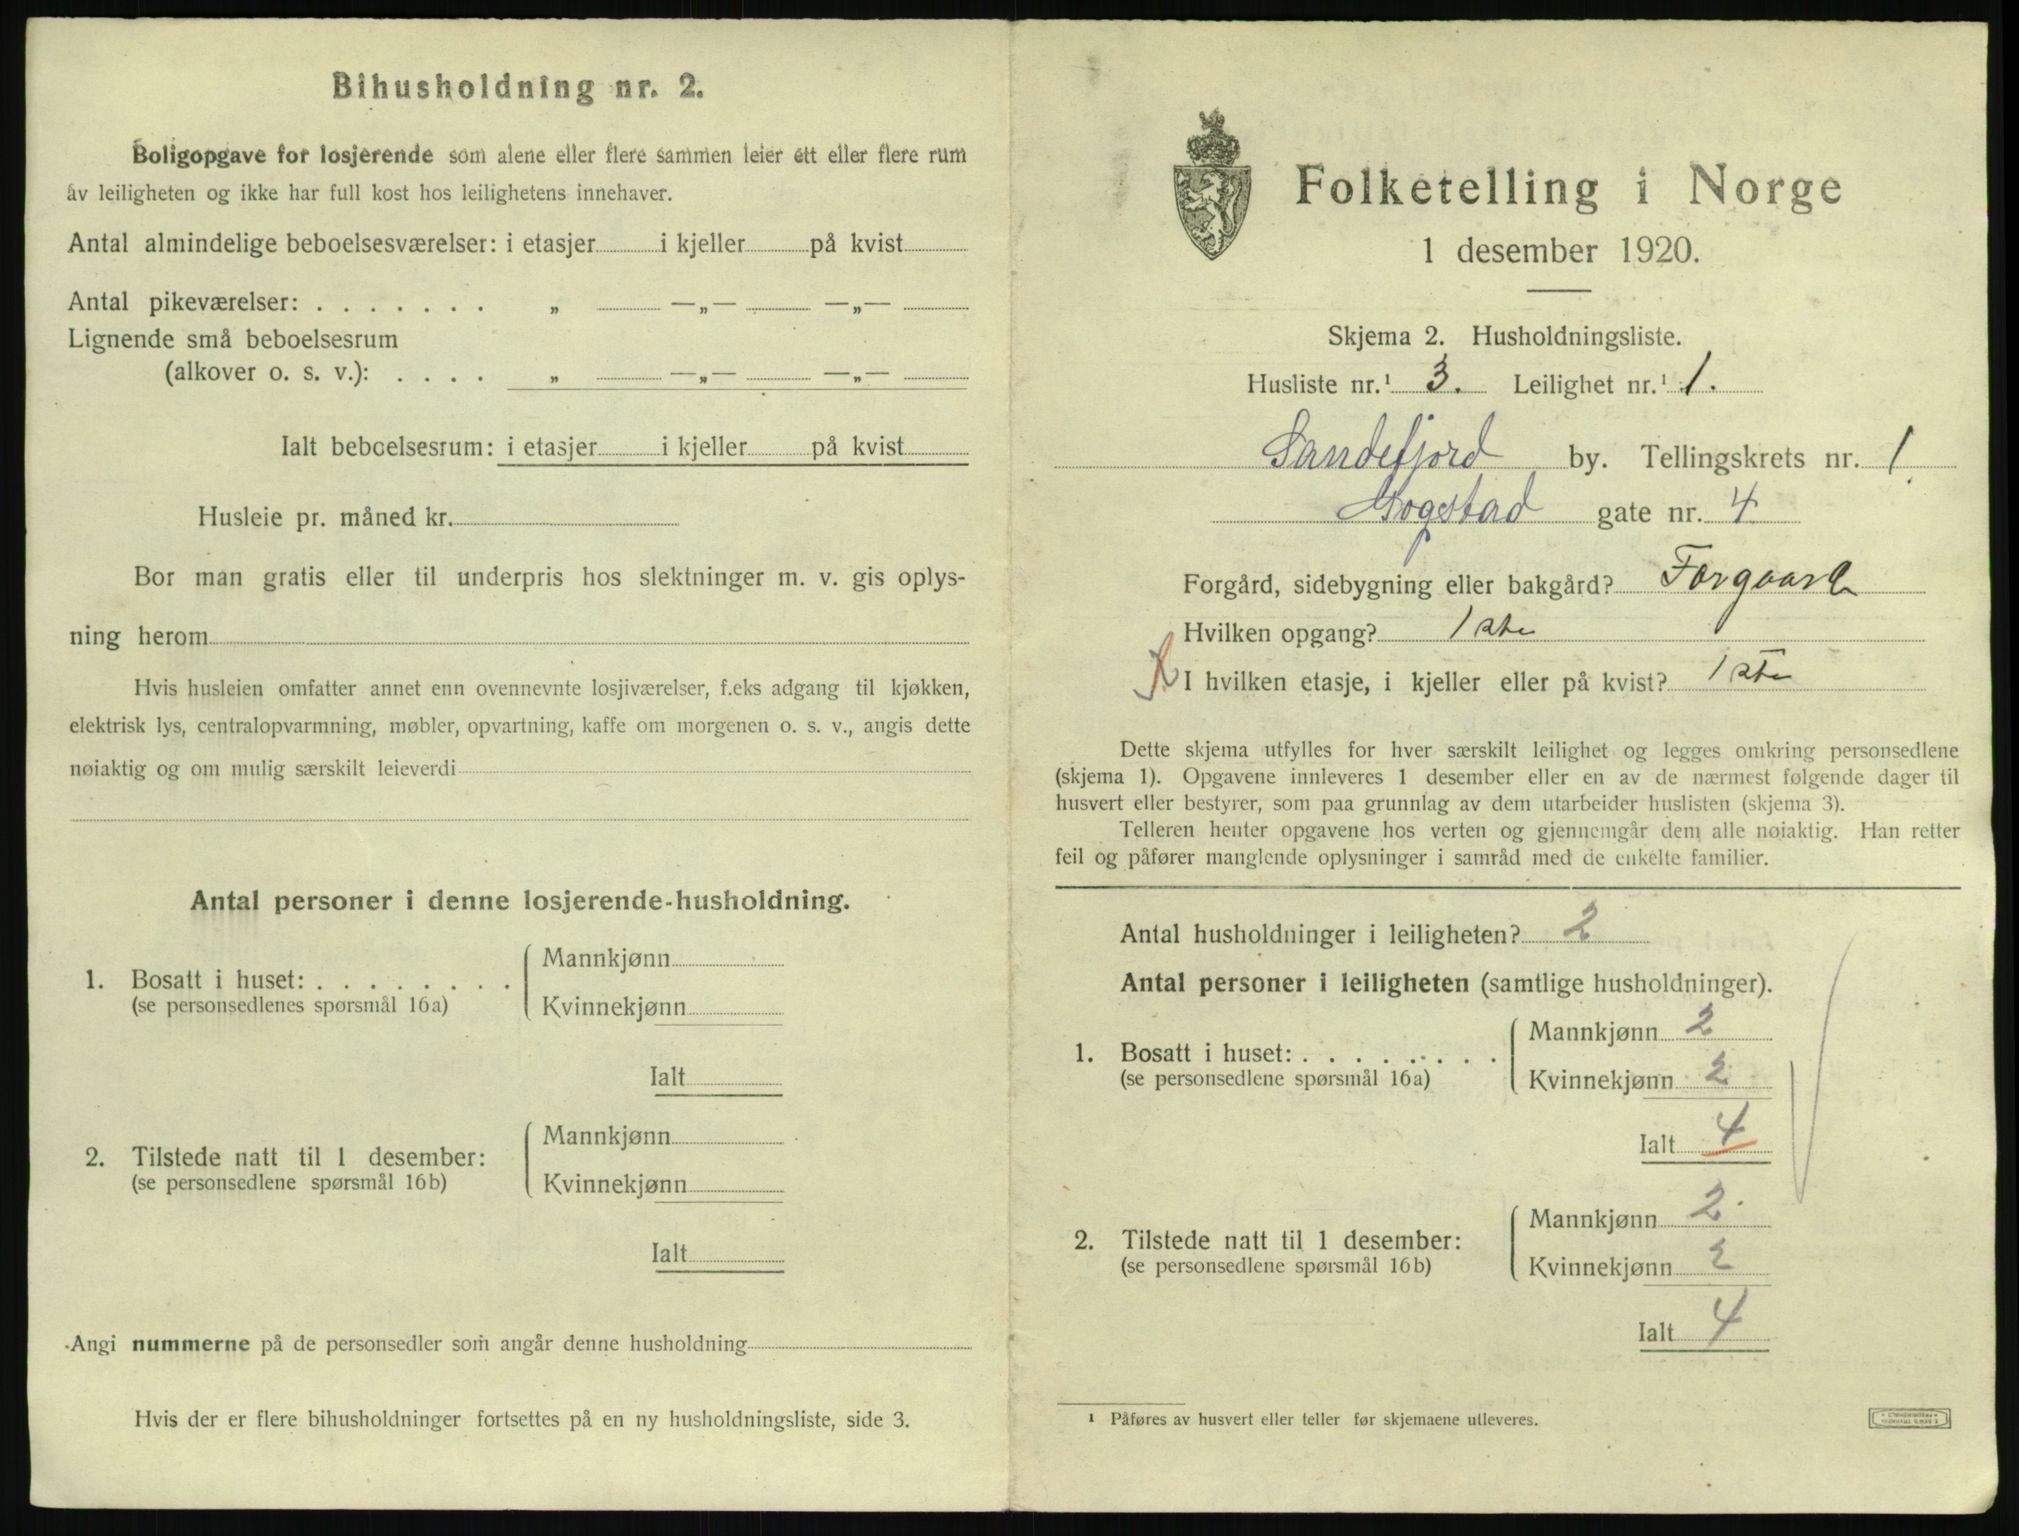 Bihusholdning nr. 2.
Boligopgave for losjerende som alene eller flere sammen leier ett eller flere rum
av leiligheten og ikke har full kost hos leilighetens innehaver.
Antal almindelige beboelsesværelser: i etasjer i kjeller på kvist
Antal pikeværelser: . . . . . . . „ —„— —„—
Lignende små beboelsesrum
(alkover o. s. v.): . . . . „ —„— —„—
Ialt beboelsesrum: i etasjer i kjeller på kvist
Husleie pr. måned kr.
Bor man gratis eller til underpris hos slektninger m. v. gis oplys-
ning herom
Hvis husleien omfatter annet enn ovennevnte losjiværelser, f.eks adgang til kjøkken,
elektrisk lys, centralopvarmning, møbler, opvartning, kaffe om morgenen o. s. v., angis dette
nøiaktig og om mulig særskilt leieverdi
Antal personer i denne losjerende-husholdning.
1. Bosatt i huset: . . . . . . . .
(se personsedlenes spørsmål 16a)
Mannkjønn
Kvinnekjønn
Ialt
2. Tilstede natt til 1 desember:
(se personsedlene spørsmål 16b)
Mannkjønn
Kvinnekjønn
Ialt
Angi nummerne på de personsedler som angår denne husholdning
Hvis der er flere bihusholdninger fortsettes på en ny husholdningsliste, side 3.
Folketelling i Norge
1 desember 1920.
Skjema 2. Husholdningsliste.
Husliste nr.¹ 3. Leilighet nr.¹ 1.
Sandefjord by. Tellingskrets nr. 1
Gogstad gate nr. 4
Forgård, sidebygning eller bakgård? Forgaard
Hvilken opgang? 1ste
I hvilken etasje, i kjeller eller på kvist? 1ste
Dette skjema utfylles for hver særskilt leilighet og legges omkring personsedlene
(skjema 1). Opgavene innleveres 1 desember eller en av de nærmest følgende dager til
husvert eller bestyrer, som paa grunnlag av dem utarbeider huslisten (skjema 3).
Telleren henter opgavene hos verten og gjennemgår dem alle nøiaktig. Han retter
feil og påfører manglende oplysninger i samråd med de enkelte familier.
Antal husholdninger i leiligheten? 2
Antal personer i leiligheten (samtlige husholdninger).
1. Bosatt i huset: . . . . . . . .
(se personsedlene spørsmål 16a)
Mannkjønn 2
Kvinnekjønn 2
Ialt 4
2. Tilstede natt til 1 desember:
(se personsedlene spørsmål 16b)
Mannkjønn 2
Kvinnekjønn 2
Ialt 4
¹ Påføres av husvert eller teller før skjemaene utleveres.